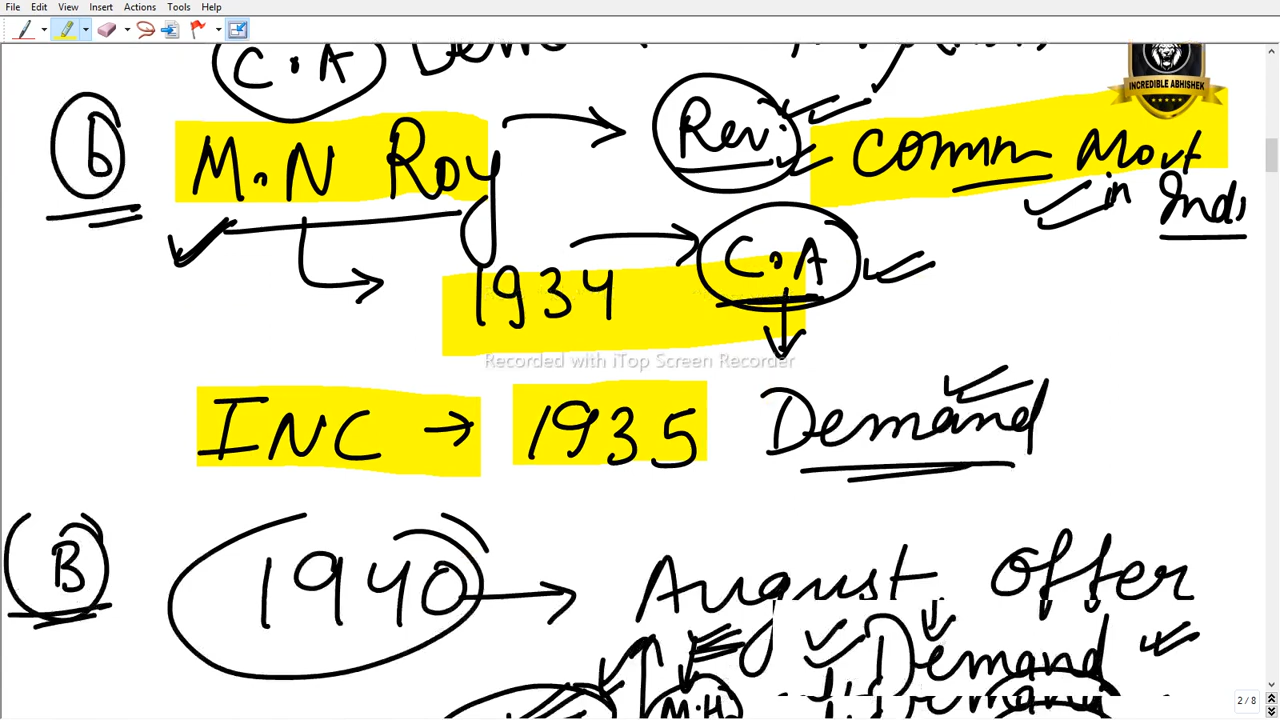 File Edit View Insert Actions Tools Help
C.A
INCREDIBLE ABHISHEK
b M.N Roy → Rev. Comm Movt
in Indi
1934 → C.A
Recorded with iTop Screen Recorder
INC → 1935 Demand
B 1940 → August Offer
Demand
M.H
2 / 8